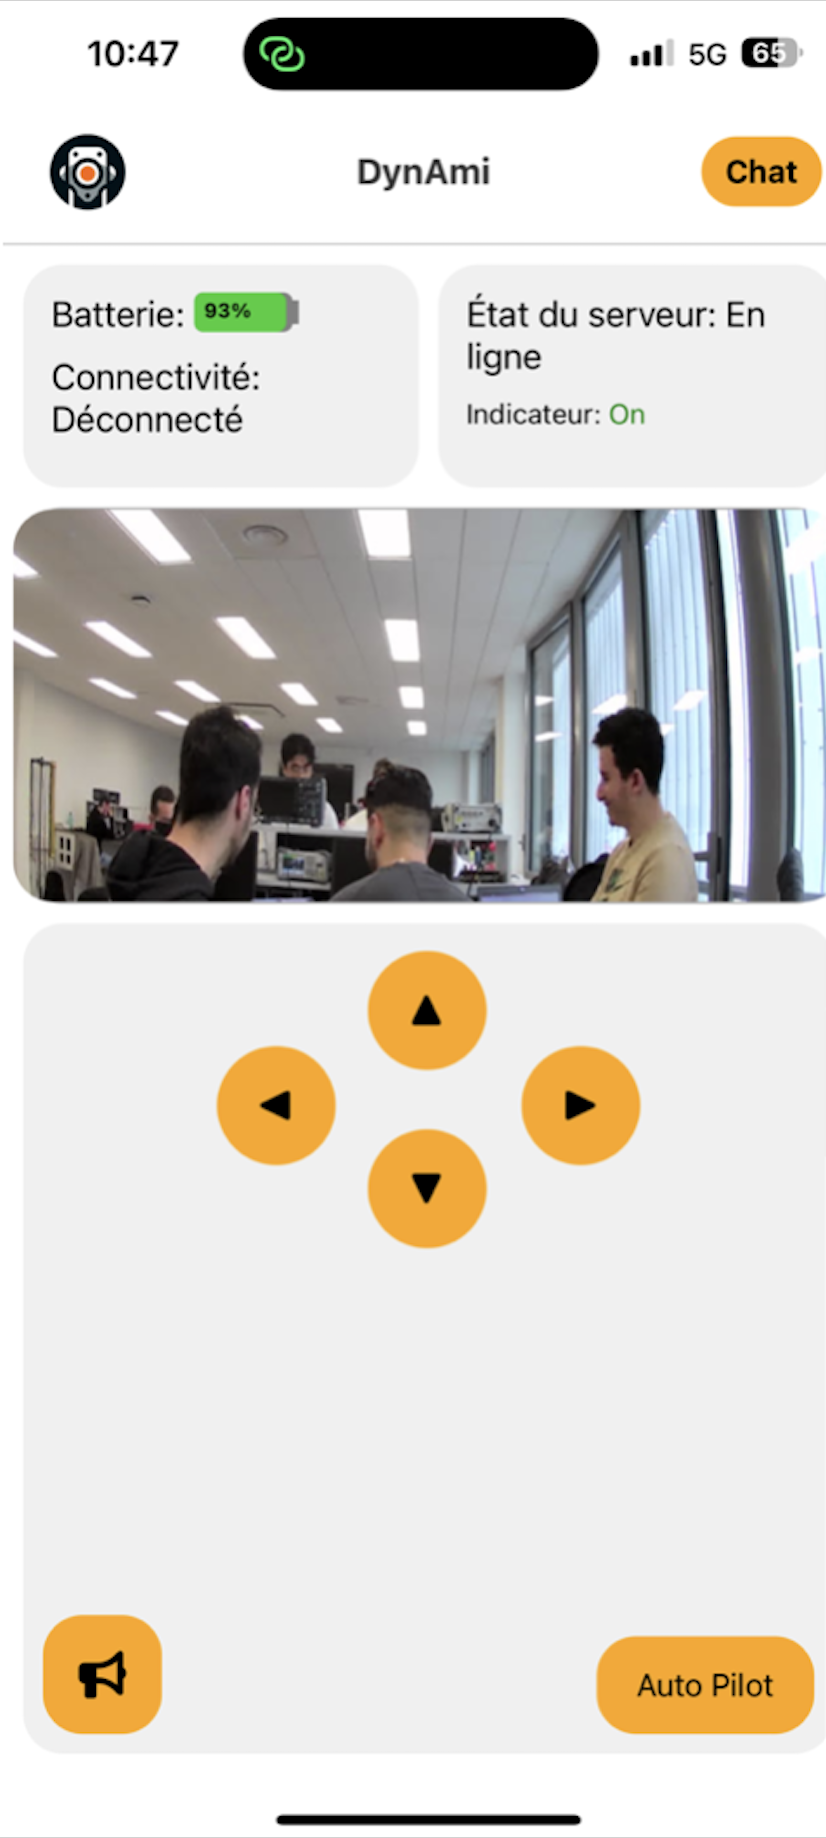 10:47
5G
65
DynAmi
Chat
Batterie: 93%
Connectivité:
Déconnecté
État du serveur: En
ligne
Indicateur: On
Auto Pilot